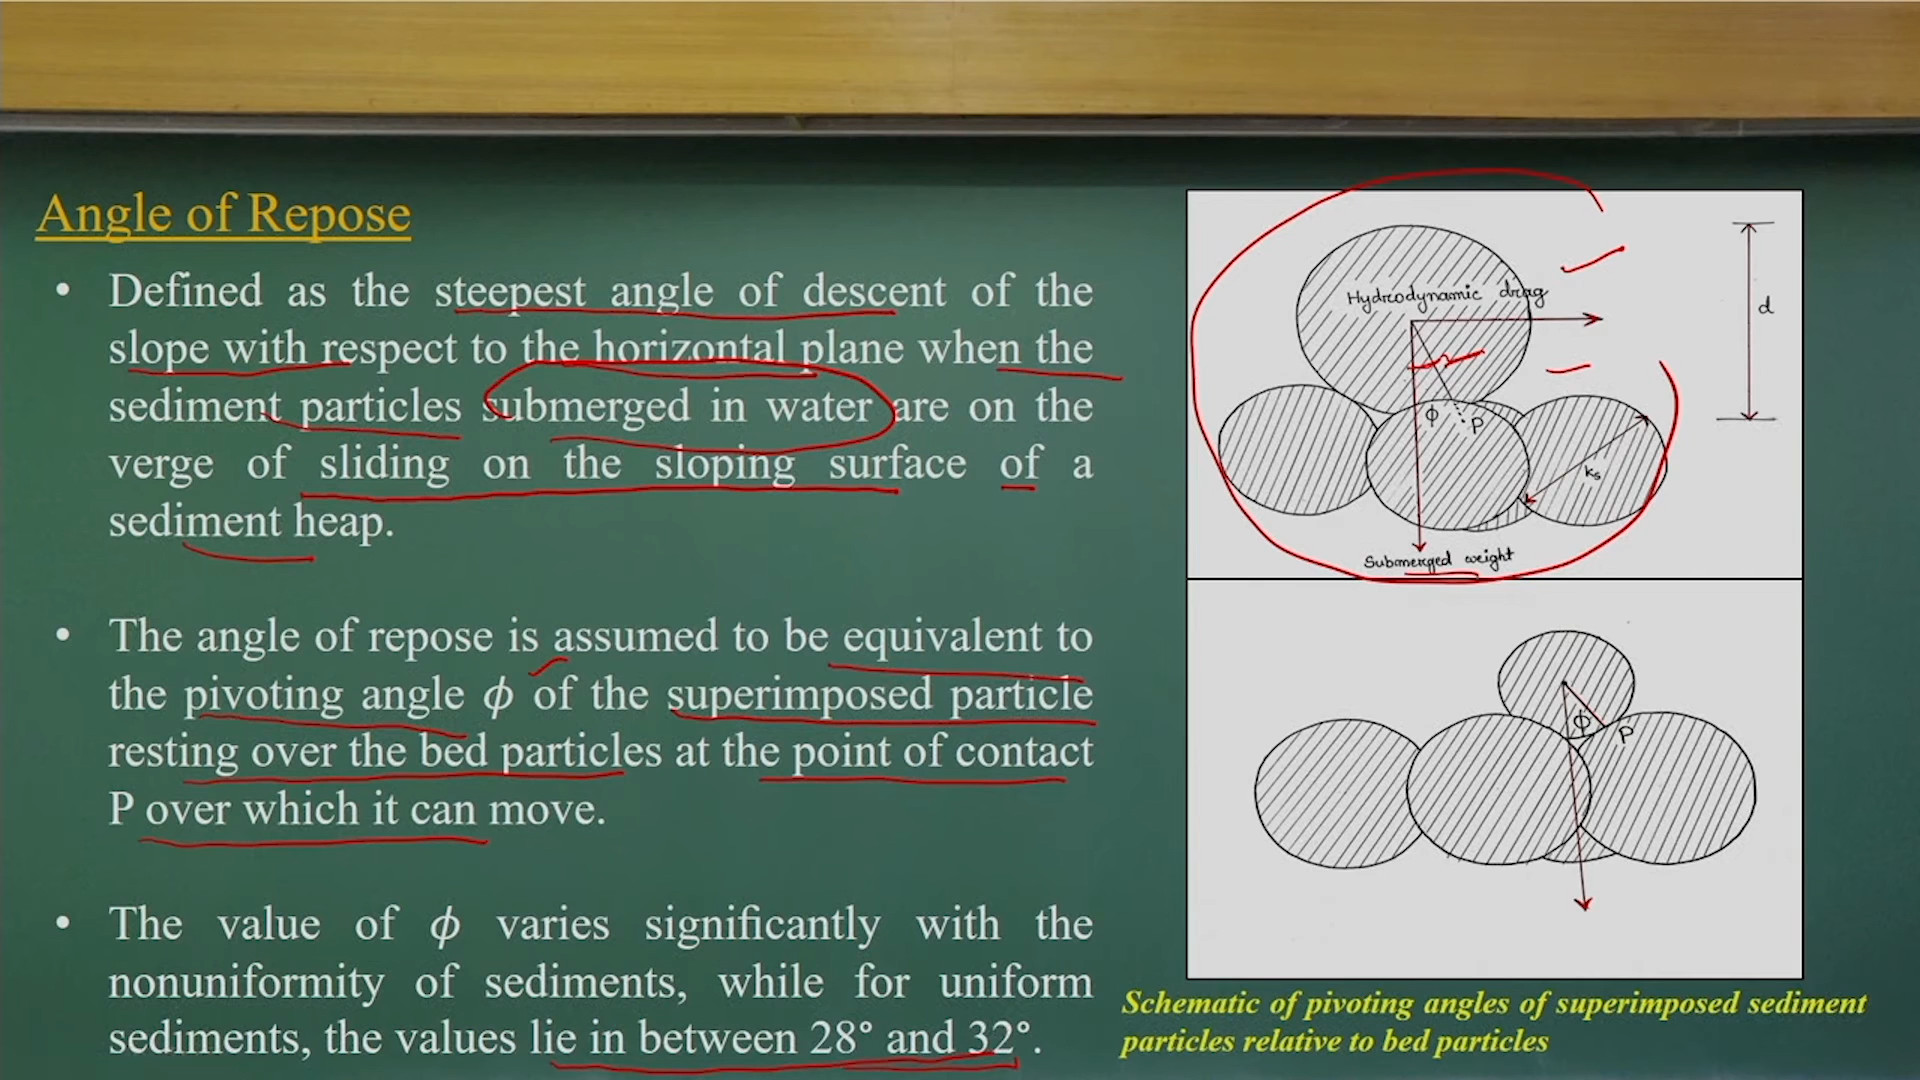 Angle of Repose
• Defined as the steepest angle of descent of the
slope with respect to the horizontal plane when the
sediment particles submerged in water are on the
verge of sliding on the sloping surface of a
sediment heap.
• The angle of repose is assumed to be equivalent to
the pivoting angle ϕ of the superimposed particle
resting over the bed particles at the point of contact
P over which it can move.
• The value of ϕ varies significantly with the
nonuniformity of sediments, while for uniform
sediments, the values lie in between 28° and 32°.
Hydrodynamic drag
d
ϕ
P
ks
Submerged weight
ϕ
P
Schematic of pivoting angles of superimposed sediment
particles relative to bed particles